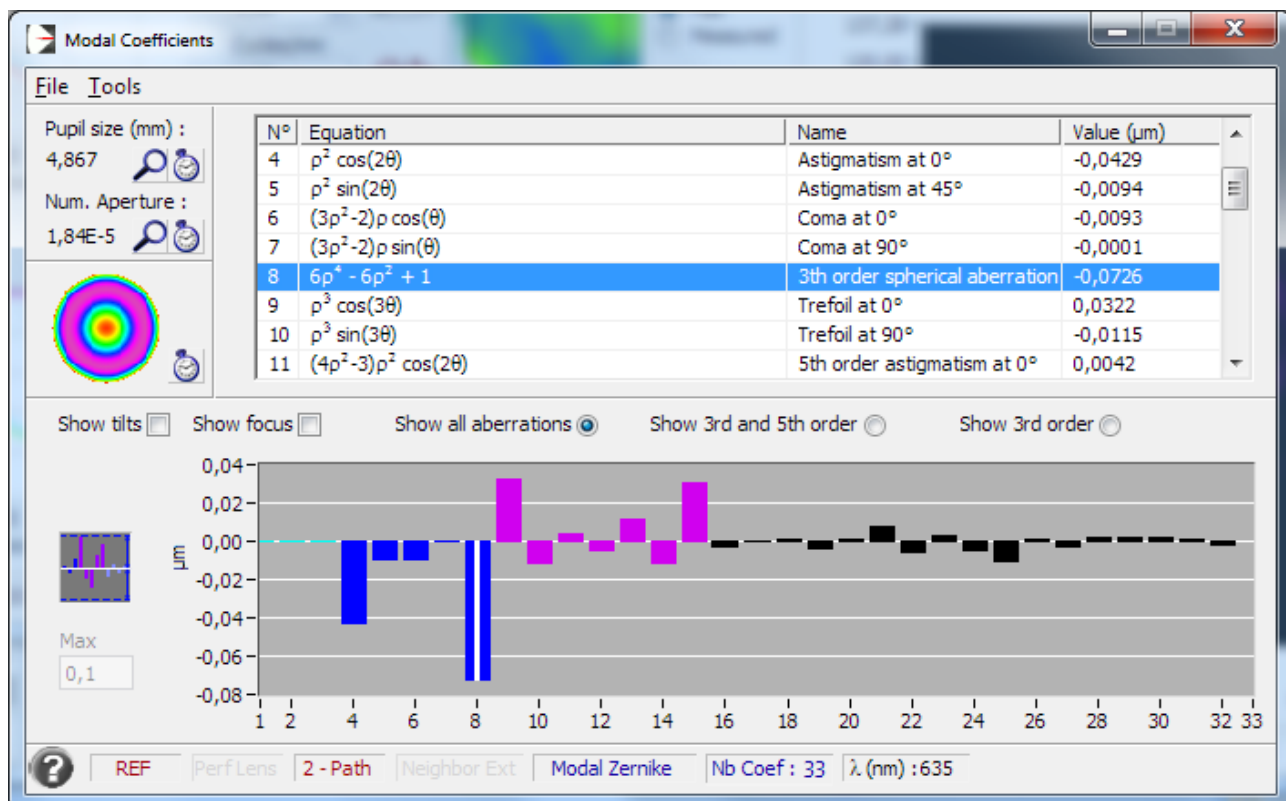 Modal Coefficients
File Tools
Pupil size (mm) :
4,867
Num. Aperture :
1,84E-5
N° Equation Name Value (μm)
4 ρ² cos(2θ) Astigmatism at 0° -0,0429
5 ρ² sin(2θ) Astigmatism at 45° -0,0094
6 (3ρ²-2)ρ cos(θ) Coma at 0° -0,0093
7 (3ρ²-2)ρ sin(θ) Coma at 90° -0,0001
8 6ρ⁴ - 6ρ² + 1 3th order spherical aberration -0,0726
9 ρ³ cos(3θ) Trefoil at 0° 0,0322
10 ρ³ sin(3θ) Trefoil at 90° -0,0115
11 (4ρ²-3)ρ² cos(2θ) 5th order astigmatism at 0° 0,0042
Show tilts Show focus Show all aberrations Show 3rd and 5th order Show 3rd order
0,04
0,02
0,00
-0,02
-0,04
-0,06
-0,08
μm
Max
0,1
1 2 4 6 8 10 12 14 16 18 20 22 24 26 28 30 32 33
REF Perf Lens 2 - Path Neighbor Ext Modal Zernike Nb Coef : 33 λ (nm) :635